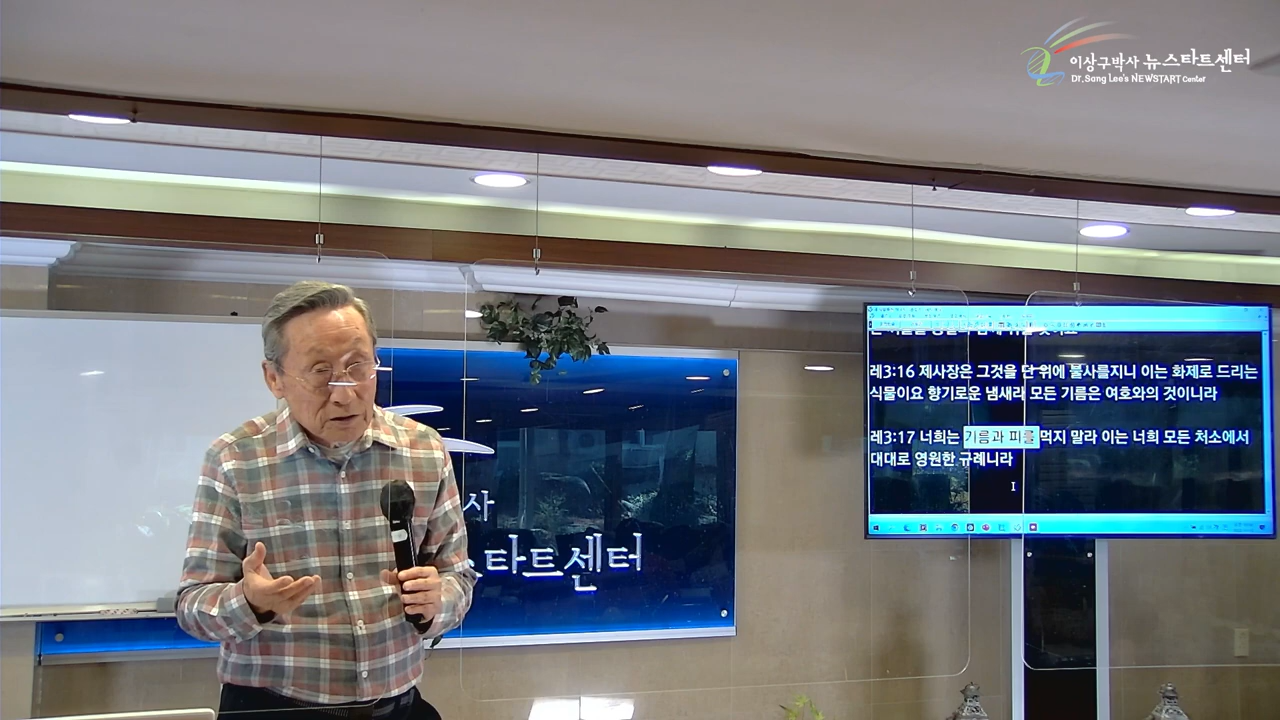 이상구박사 뉴스타트센터
Dr. Sang Lee's NEWSTART Center
레3:16 제사장은 그것을 단 위에 불사를지니 이는 화제로 드리는
식물이요 향기로운 냄새라 모든 기름은 여호와의 것이니라
레3:17 너희는 기름과 피를 먹지 말라 이는 너희 모든 처소에서
대대로 영원한 규례니라
사
스타트센터